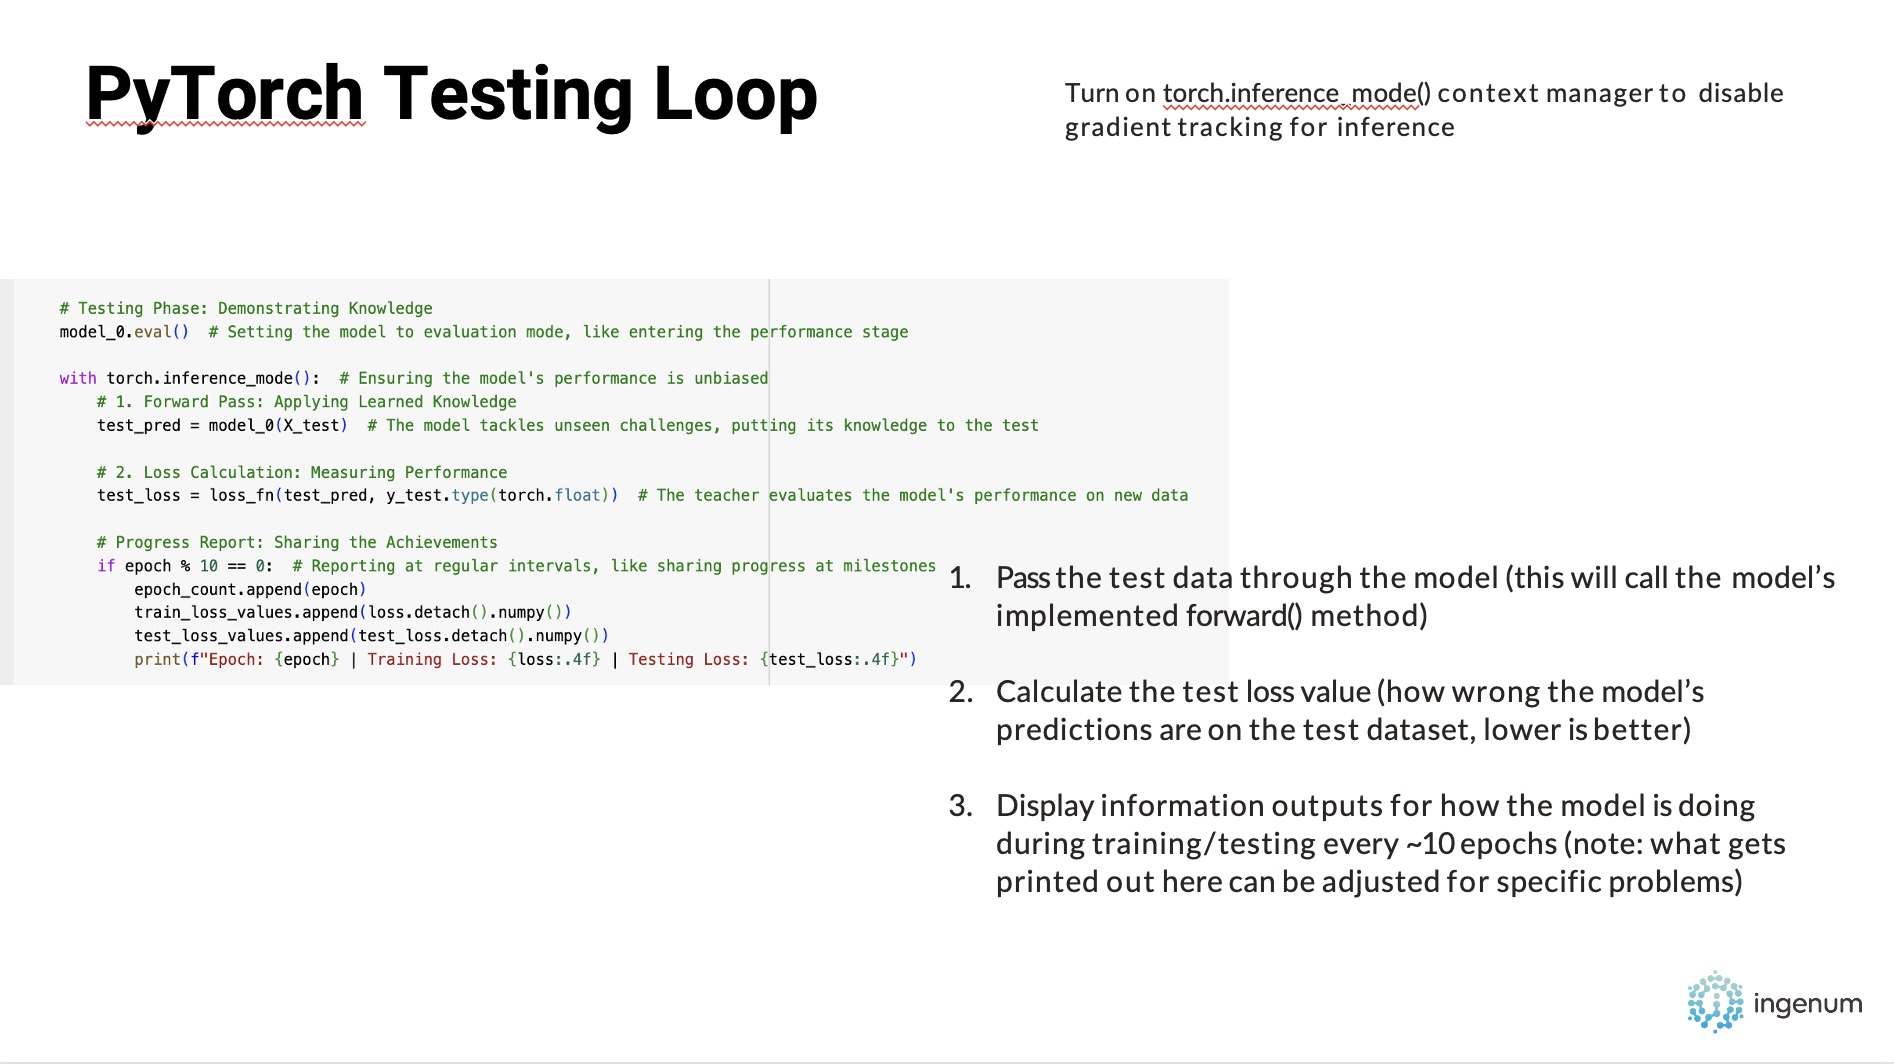 PyTorch Testing Loop
Turn on torch.inference_mode() context manager to disable
gradient tracking for inference
# Testing Phase: Demonstrating Knowledge
model_0.eval()  # Setting the model to evaluation mode, like entering the performance stage
with torch.inference_mode():  # Ensuring the model's performance is unbiased
    # 1. Forward Pass: Applying Learned Knowledge
    test_pred = model_0(X_test)  # The model tackles unseen challenges, putting its knowledge to the test
    # 2. Loss Calculation: Measuring Performance
    test_loss = loss_fn(test_pred, y_test.type(torch.float))  # The teacher evaluates the model's performance on new data
    # Progress Report: Sharing the Achievements
    if epoch % 10 == 0:  # Reporting at regular intervals, like sharing progress at milestones
        epoch_count.append(epoch)
        train_loss_values.append(loss.detach().numpy())
        test_loss_values.append(test_loss.detach().numpy())
        print(f"Epoch: {epoch} | Training Loss: {loss:.4f} | Testing Loss: {test_loss:.4f}")
1. Pass the test data through the model (this will call the model’s
implemented forward() method)
2. Calculate the test loss value (how wrong the model’s
predictions are on the test dataset, lower is better)
3. Display information outputs for how the model is doing
during training/testing every ~10 epochs (note: what gets
printed out here can be adjusted for specific problems)
ingenum